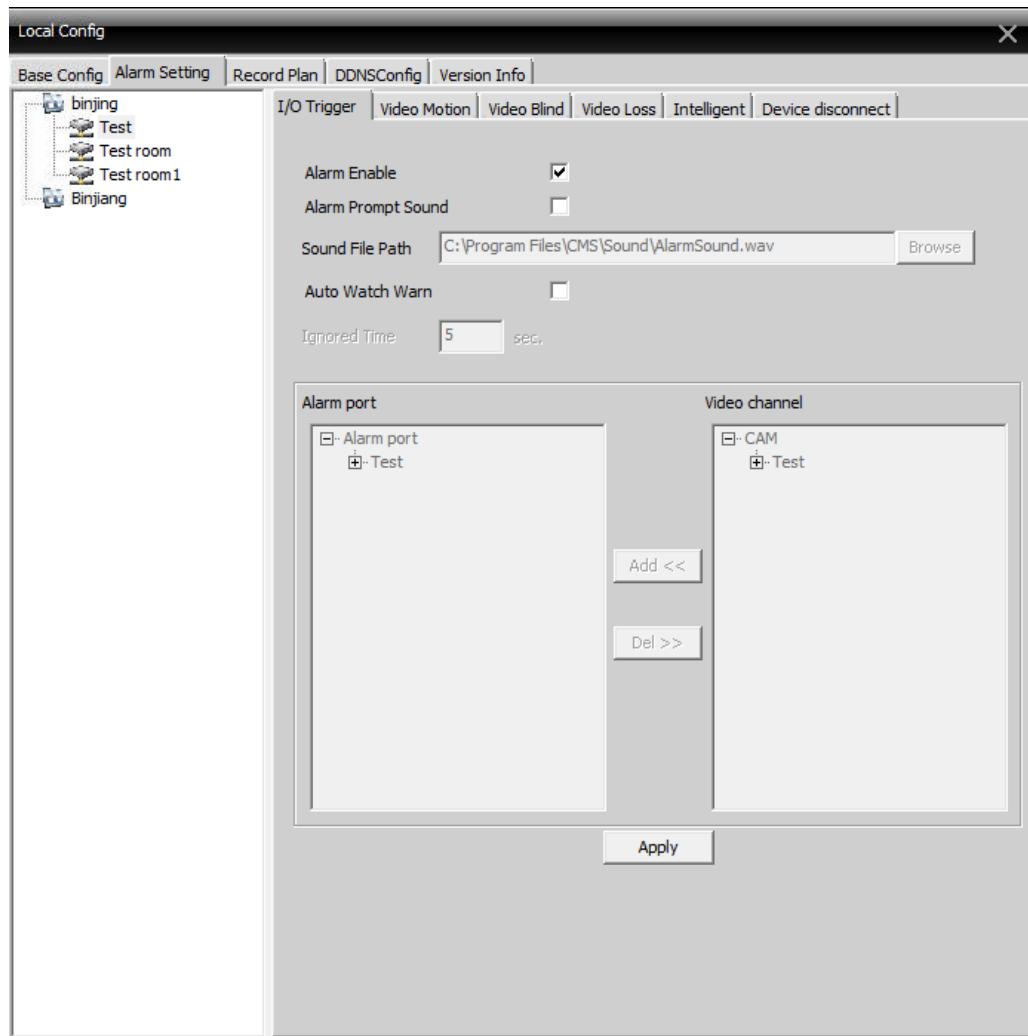 Local Config
Base Config Alarm Setting Record Plan DDNSConfig Version Info
binjing
Test
Test room
Test room1
Binjiang
I/O Trigger Video Motion Video Blind Video Loss Intelligent Device disconnect
Alarm Enable
Alarm Prompt Sound
Sound File Path C:\Program Files\CMS\Sound\AlarmSound.wav Browse
Auto Watch Warn
Ignored Time 5 sec.
Alarm port Video channel
Alarm port CAM
Test Test
Add <<
Del >>
Apply